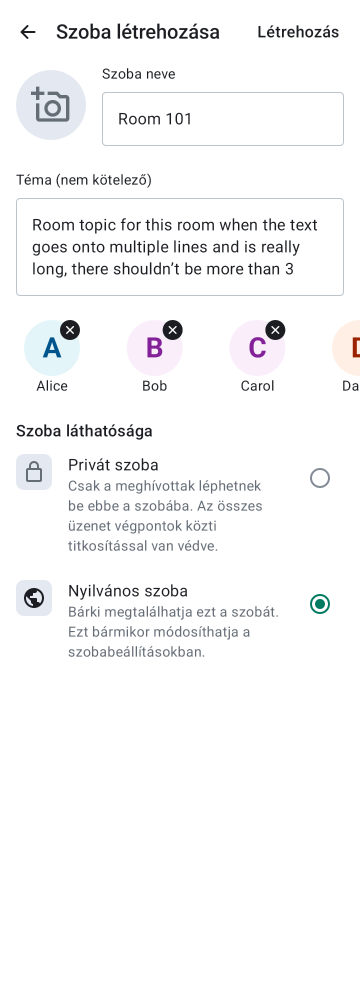 Szoba létrehozása
Létrehozás
Szoba neve
Room 101
Téma (nem kötelező)
Room topic for this room when the text
goes onto multiple lines and is really
long, there shouldn’t be more than 3
A
B
C
Alice
Bob
Carol
Da
Szoba láthatósága
Privát szoba
Csak a meghívottak léphetnek
be ebbe a szobába. Az összes
üzenet végpontok közti
titkosítással van védve.
Nyilvános szoba
Bárki megtalálhatja ezt a szobát.
Ezt bármikor módosíthatja a
szobabeállításokban.